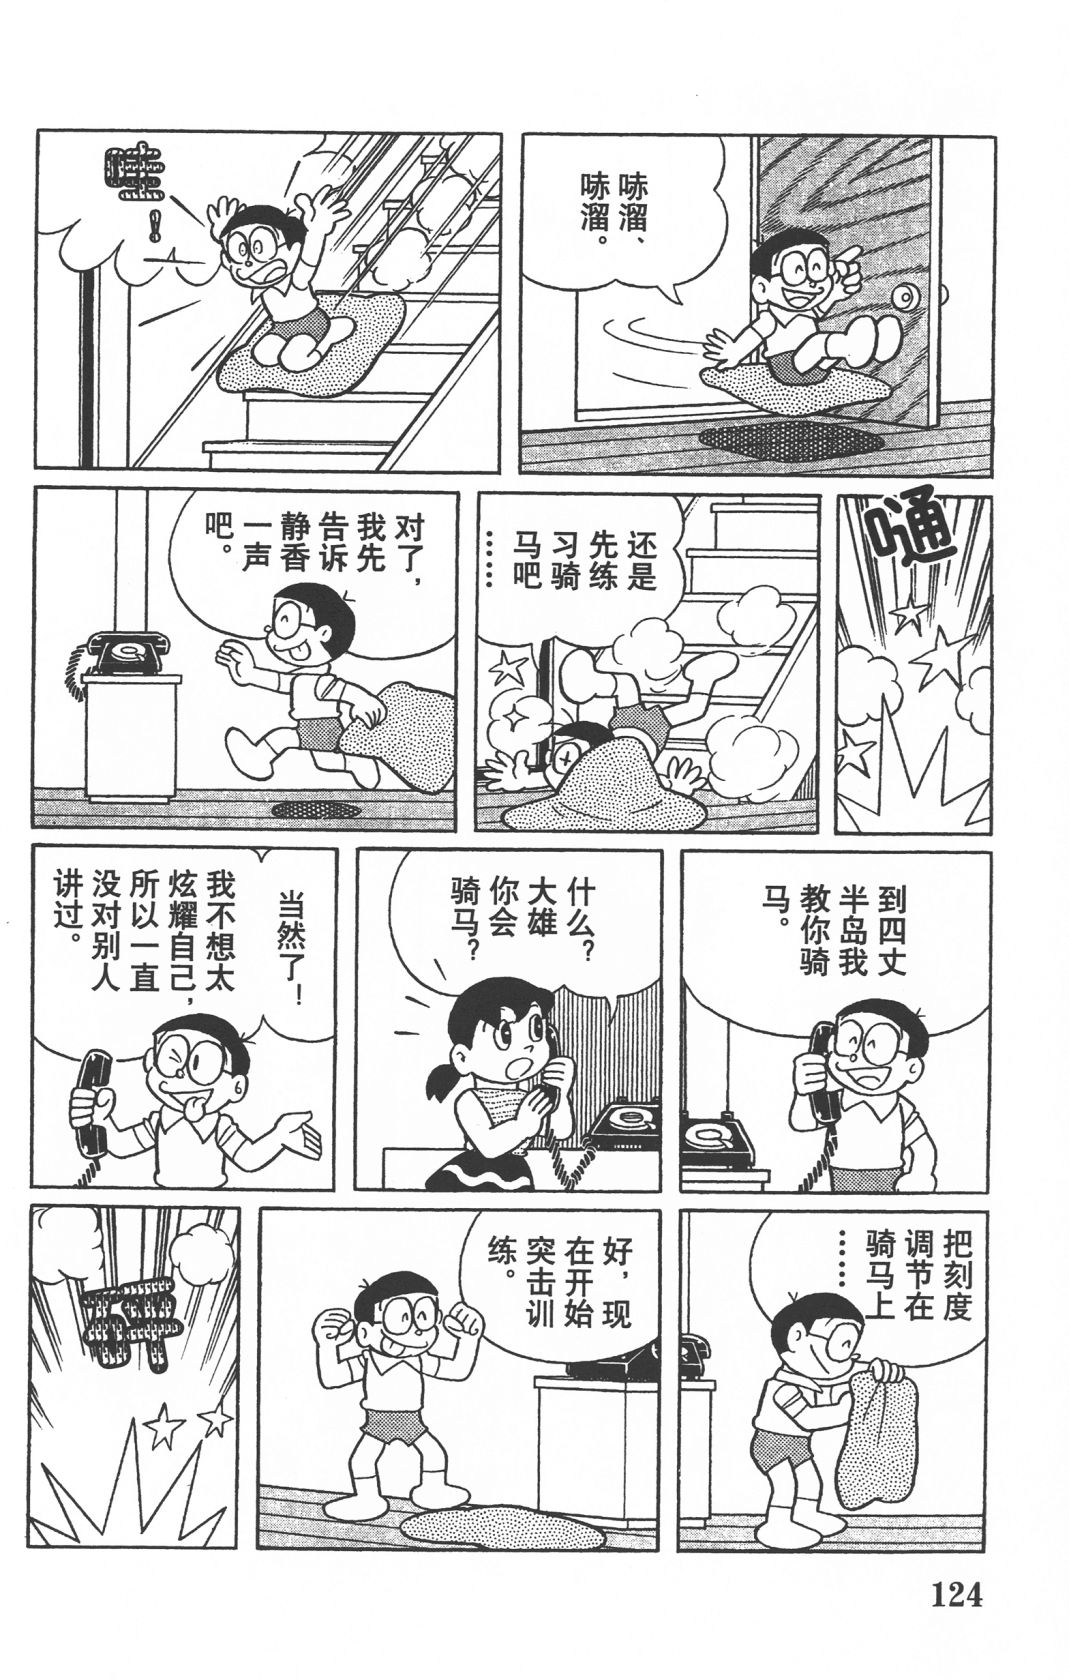 哧溜、
哧溜。
哇!
嗵
还是
先练
习骑
马吧
……
对了,
我先
告诉
静香
一声
吧。
到四丈
半岛我
教你骑
马。
什么?
大雄
你会
骑马?
当然了!
我不想太
炫耀自己,
所以一直
没对别人
讲过。
把刻度
调节在
骑马上
……
好,现
在开始
突击训
练。
砰
124